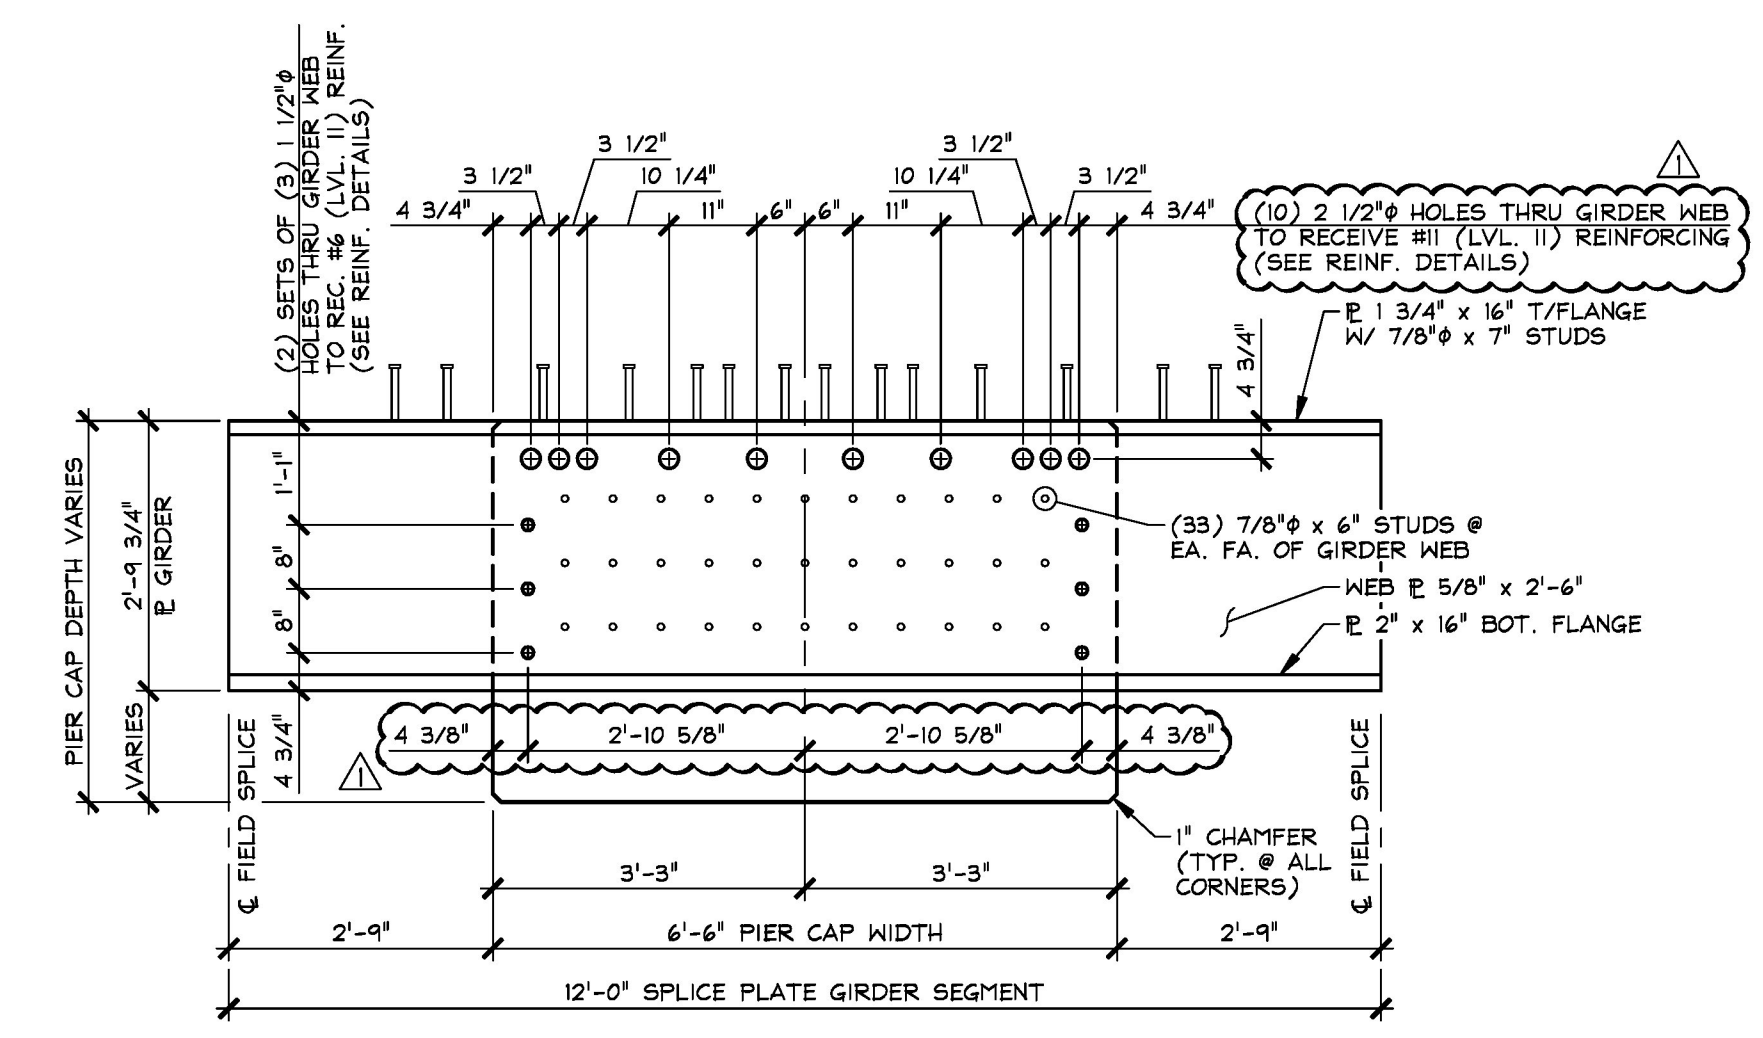 (2) SETS OF (3) 1 1/2"ϕ
HOLES THRU GIRDER WEB
TO REC. #6 (LVL. II) REINF.
(SEE REINF. DETAILS)
3 1/2"
3 1/2"
3 1/2"
10 1/4"
10 1/4"
3 1/2"
4 3/4"
11"
6"
6"
11"
4 3/4"
1
(10) 2 1/2"ϕ HOLES THRU GIRDER WEB
TO RECEIVE #11 (LVL. II) REINFORCING
(SEE REINF. DETAILS)
PL 1 3/4" x 16" T/FLANGE
W/ 7/8"ϕ x 7" STUDS
4 3/4"
PIER CAP DEPTH VARIES
2'-9 3/4"
PL GIRDER
VARIES
1'-1"
8"
8"
4 3/4"
(33) 7/8"ϕ x 6" STUDS @
EA. FA. OF GIRDER WEB
WEB PL 5/8" x 2'-6"
PL 2" x 16" BOT. FLANGE
4 3/8"
2'-10 5/8"
2'-10 5/8"
4 3/8"
1
CL FIELD SPLICE
CL FIELD SPLICE
1" CHAMFER
(TYP. @ ALL
CORNERS)
3'-3"
3'-3"
2'-9"
6'-6" PIER CAP WIDTH
2'-9"
12'-0" SPLICE PLATE GIRDER SEGMENT